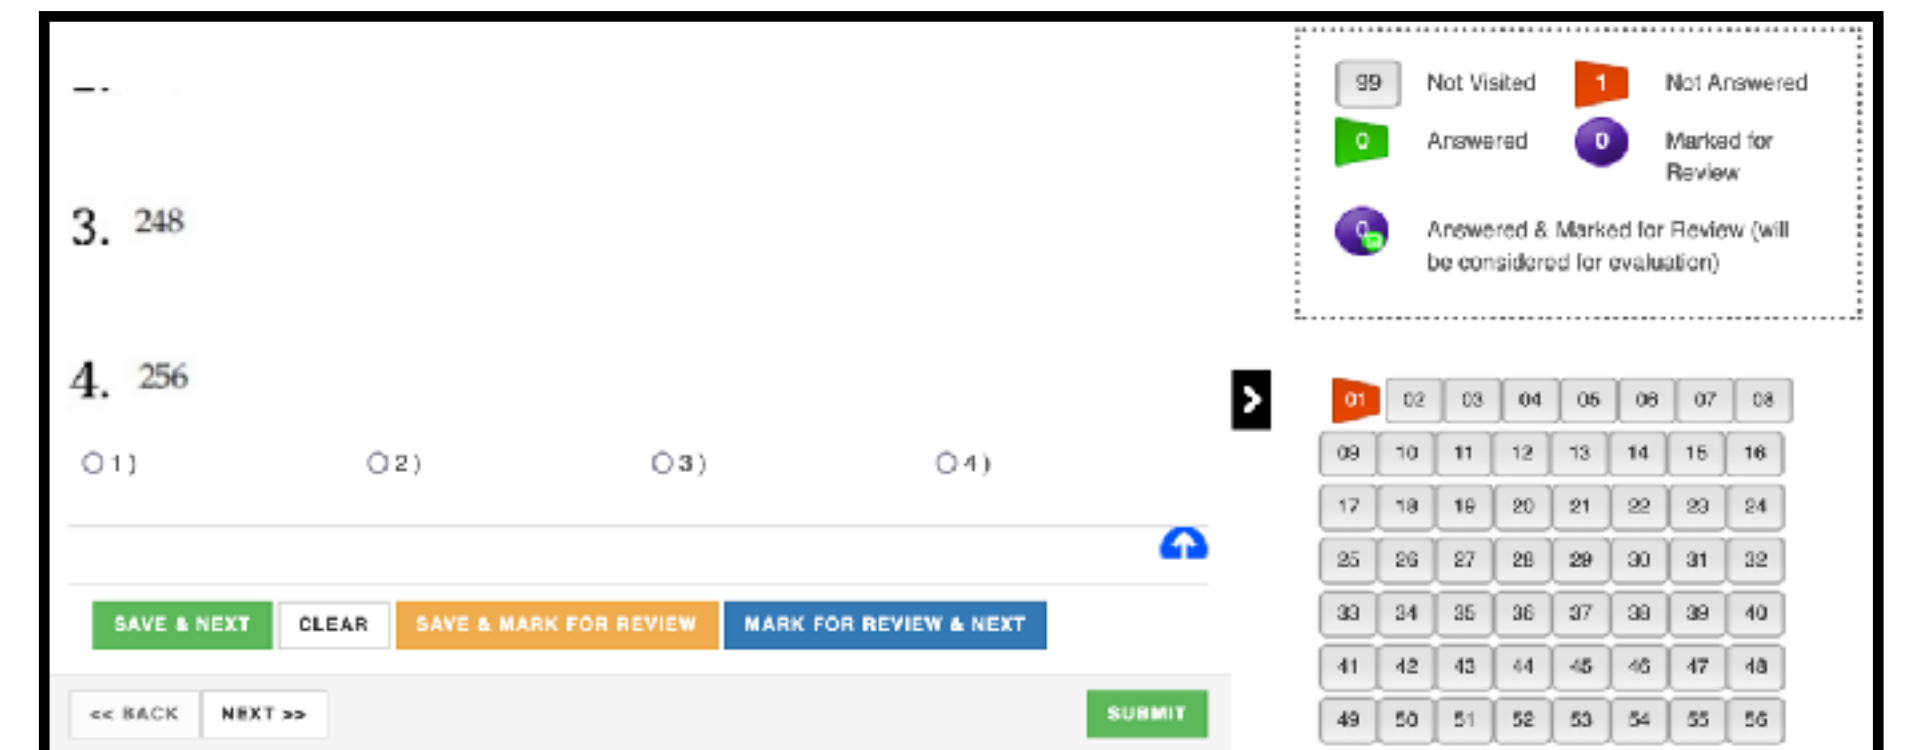 3. 248
4. 256
1) 2) 3) 4)
SAVE & NEXT CLEAR SAVE & MARK FOR REVIEW MARK FOR REVIEW & NEXT
<< BACK NEXT >> SUBMIT
99 Not Visited 1 Not Answered
0 Answered 0 Marked for
Review
0 Answered & Marked for Review (will
be considered for evaluation)
01 02 03 04 05 06 07 08
09 10 11 12 13 14 15 16
17 18 19 20 21 22 23 24
25 26 27 28 29 30 31 32
33 34 35 36 37 38 39 40
41 42 43 44 45 46 47 48
49 50 51 52 53 54 55 56